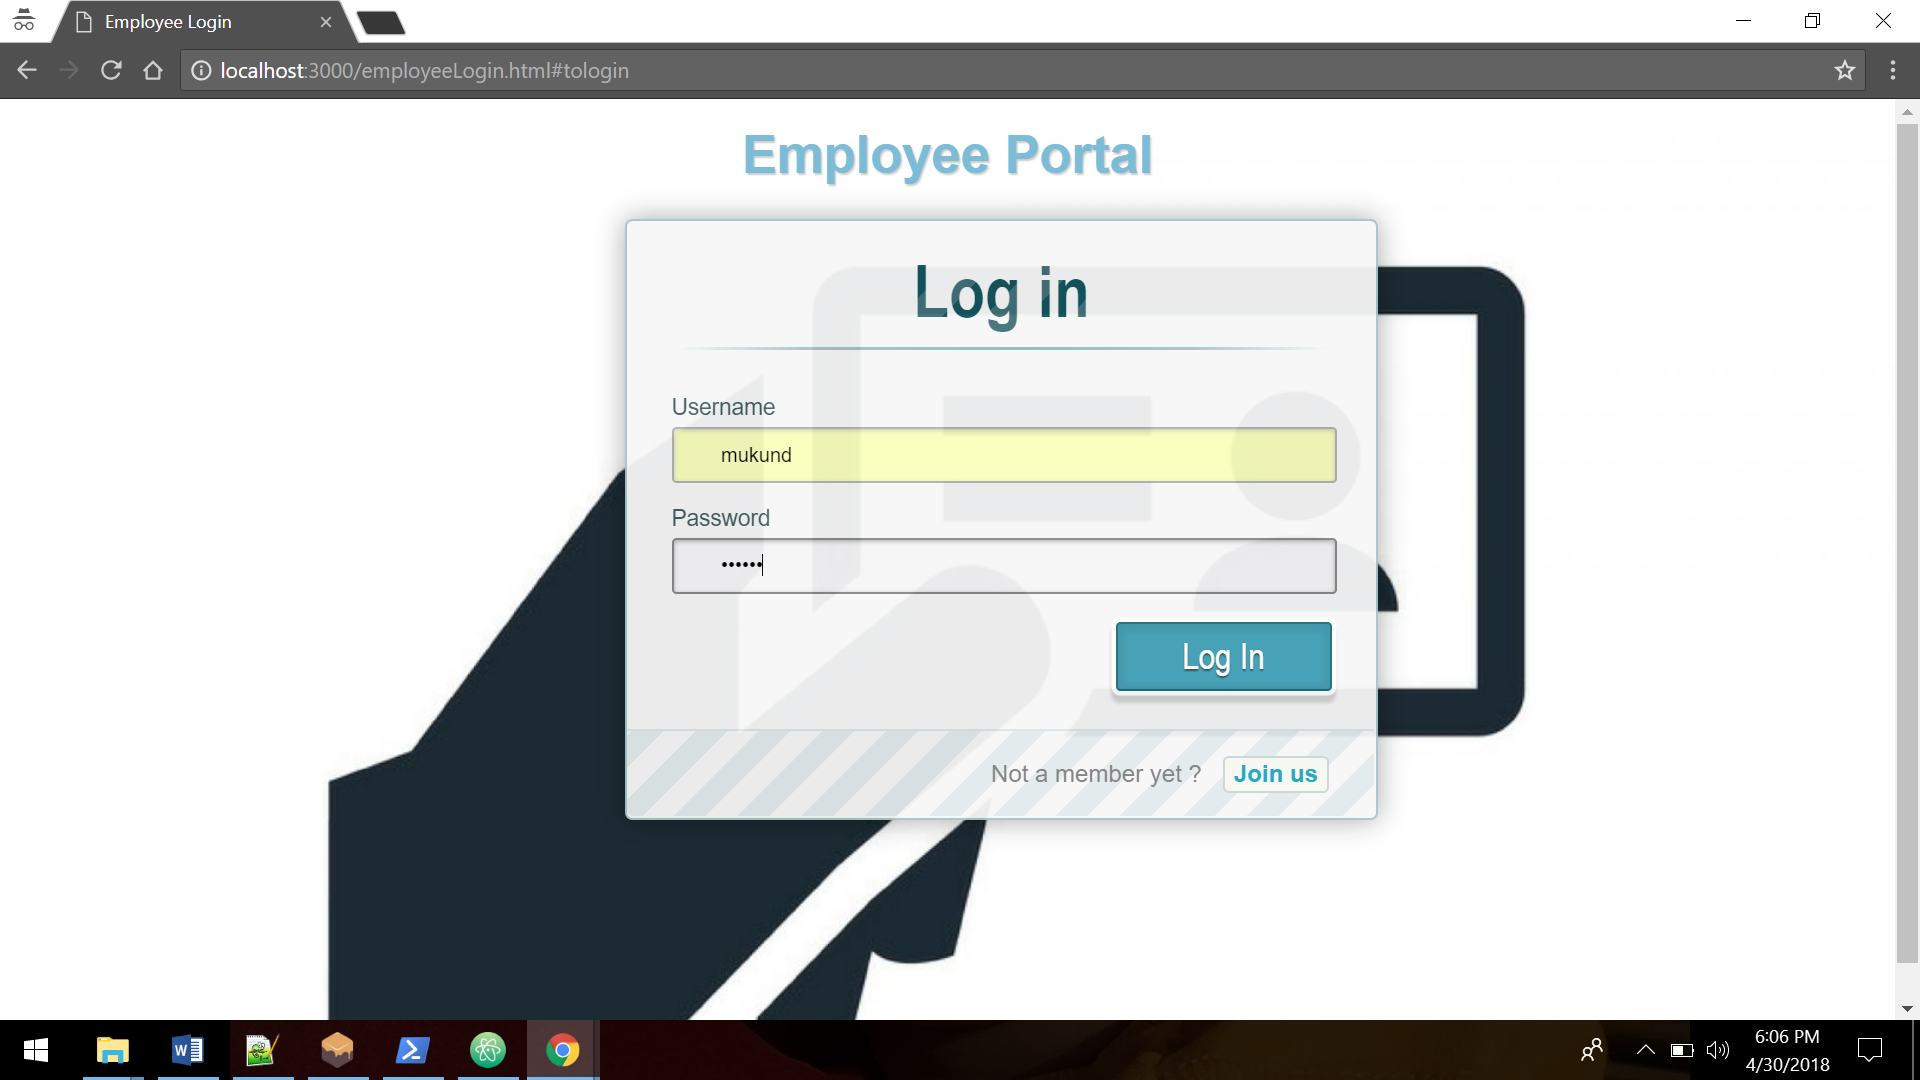 Employee Login
localhost:3000/employeeLogin.html#tologin
Employee Portal
Log in
Username
mukund
Password
••••••
Log In
Not a member yet ? Join us
6:06 PM
4/30/2018